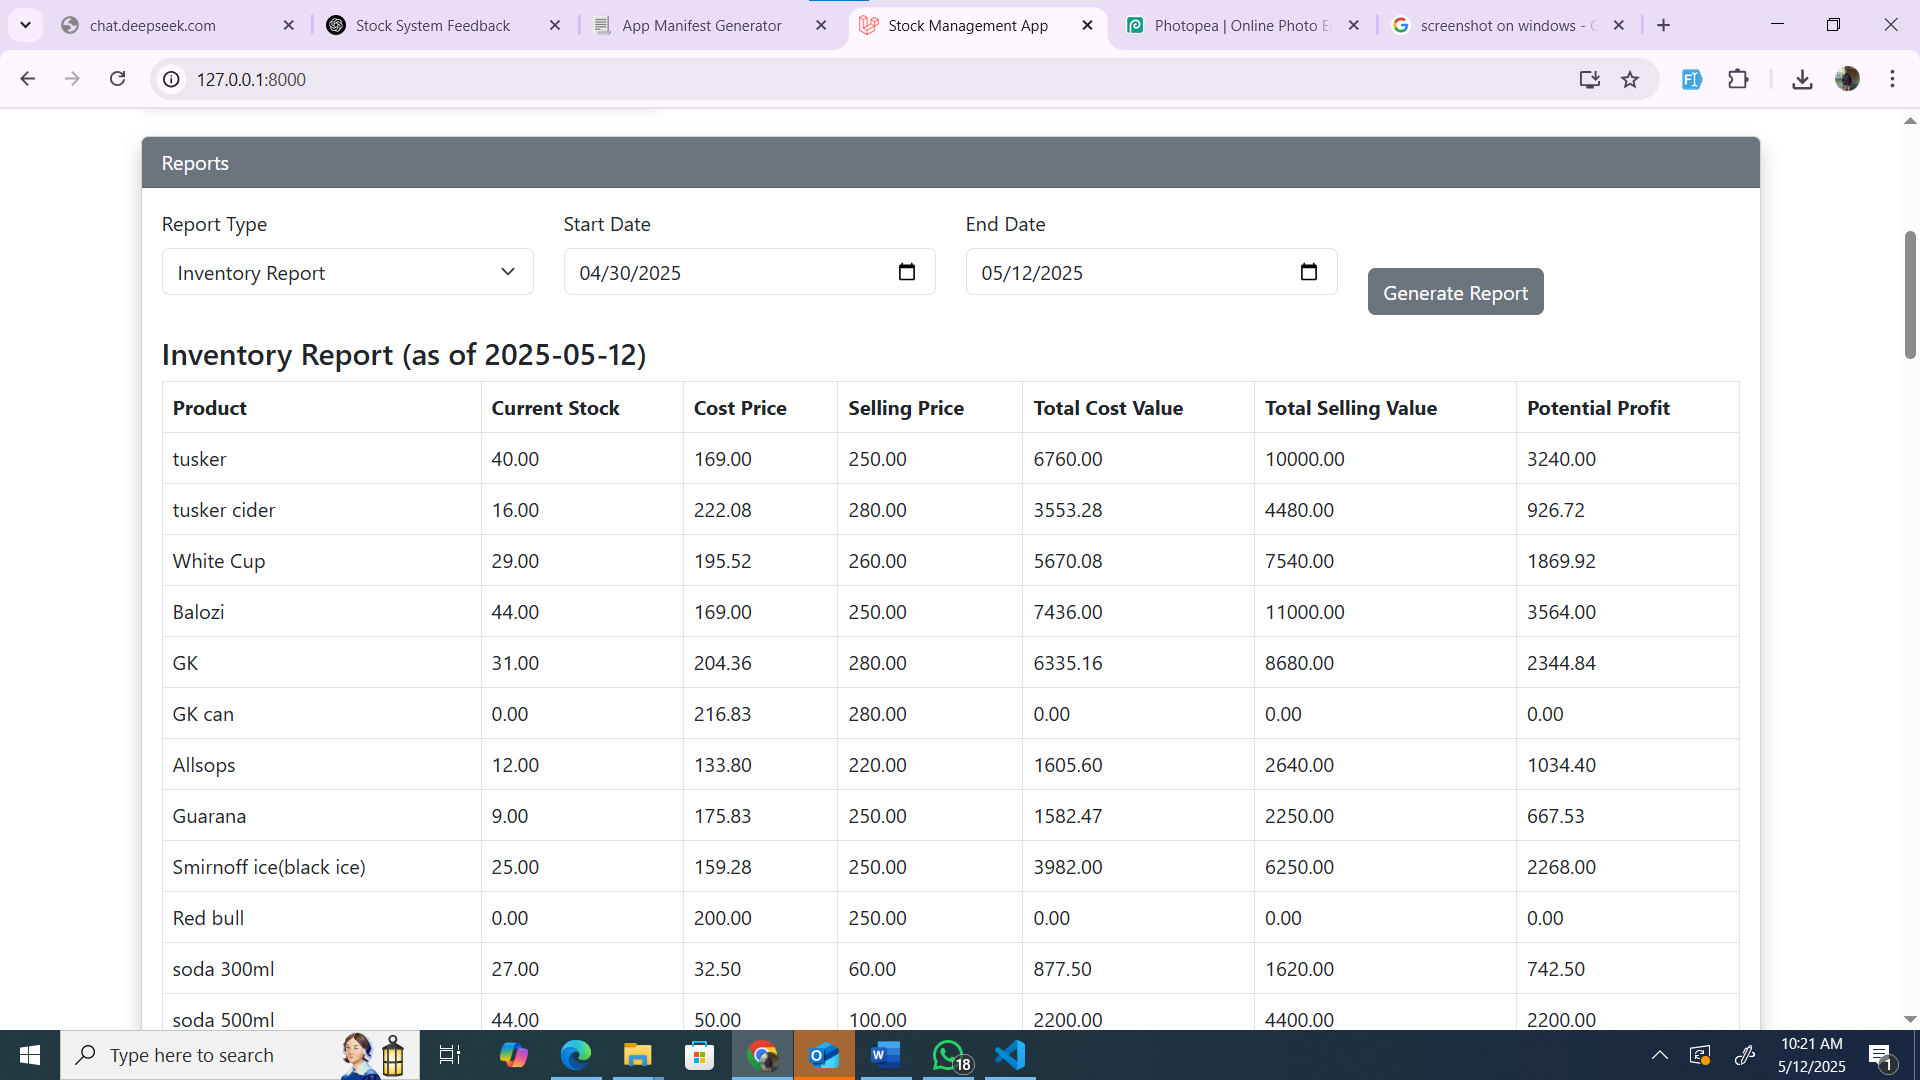 chat.deepseek.com Stock System Feedback App Manifest Generator Stock Management App Photopea | Online Photo E screenshot on windows - G
127.0.0.1:8000
Reports
Report Type Start Date End Date
Inventory Report 04/30/2025 05/12/2025
Generate Report
Inventory Report (as of 2025-05-12)
Product Current Stock Cost Price Selling Price Total Cost Value Total Selling Value Potential Profit
tusker 40.00 169.00 250.00 6760.00 10000.00 3240.00
tusker cider 16.00 222.08 280.00 3553.28 4480.00 926.72
White Cup 29.00 195.52 260.00 5670.08 7540.00 1869.92
Balozi 44.00 169.00 250.00 7436.00 11000.00 3564.00
GK 31.00 204.36 280.00 6335.16 8680.00 2344.84
GK can 0.00 216.83 280.00 0.00 0.00 0.00
Allsops 12.00 133.80 220.00 1605.60 2640.00 1034.40
Guarana 9.00 175.83 250.00 1582.47 2250.00 667.53
Smirnoff ice(black ice) 25.00 159.28 250.00 3982.00 6250.00 2268.00
Red bull 0.00 200.00 250.00 0.00 0.00 0.00
soda 300ml 27.00 32.50 60.00 877.50 1620.00 742.50
soda 500ml 44.00 50.00 100.00 2200.00 4400.00 2200.00
Type here to search 18 10:21 AM
5/12/2025 1